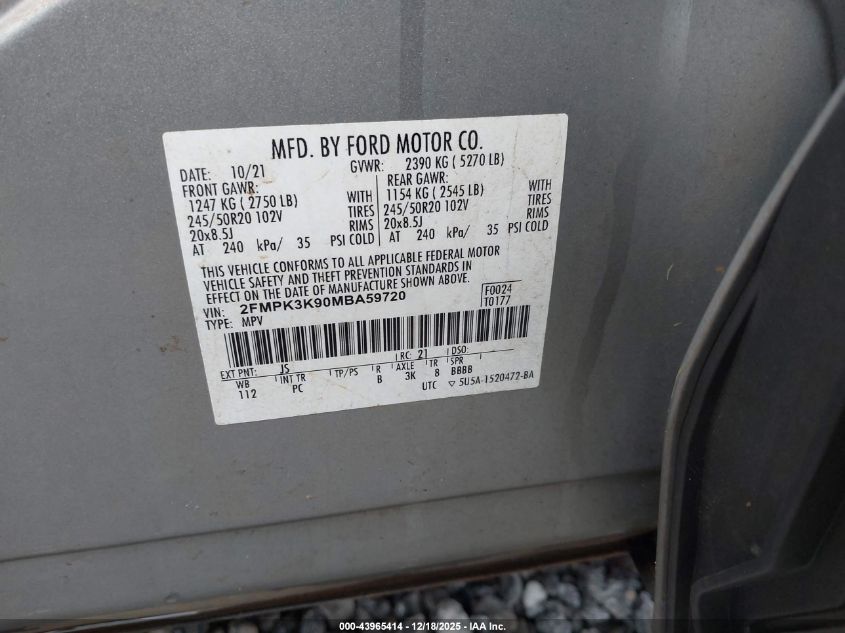 MFD. BY FORD MOTOR CO.
DATE: 10/21 GVWR: 2390 KG ( 5270 LB)
FRONT GAWR: REAR GAWR:
1247 KG ( 2750 LB) WITH 1154 KG ( 2545 LB) WITH
245/50R20 102V TIRES 245/50R20 102V TIRES
20x8.5J RIMS 20x8.5J RIMS
AT 240 kPa/ 35 PSI COLD AT 240 kPa/ 35 PSI COLD
THIS VEHICLE CONFORMS TO ALL APPLICABLE FEDERAL MOTOR
VEHICLE SAFETY AND THEFT PREVENTION STANDARDS IN
EFFECT ON THE DATE OF MANUFACTURE SHOWN ABOVE.
VIN: 2FMPK3K90MBA59720 F0024
TYPE: MPV T0177
EXT PNT: JS RC: 21 DSO:
WB INT TR TP/PS R AXLE TR SPR
112 PC B 3K 8 BBBB
UTC ▽ 5U5A-1520472-BA
000-43965414 - 12/18/2025 - IAA, Inc.